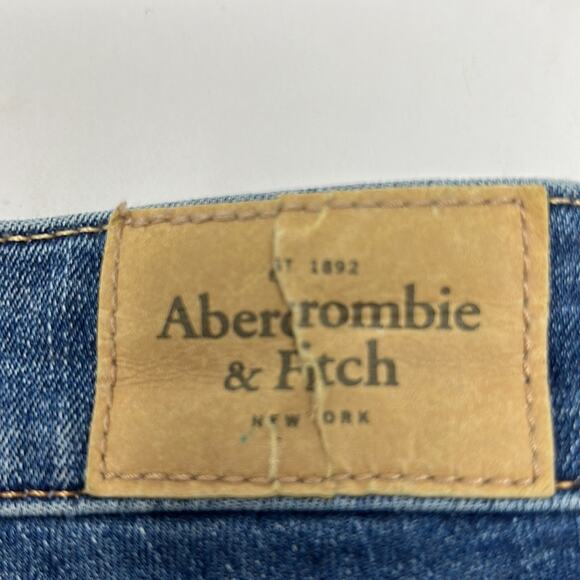 EST 1892
Abercrombie
& Fitch
NEW YORK